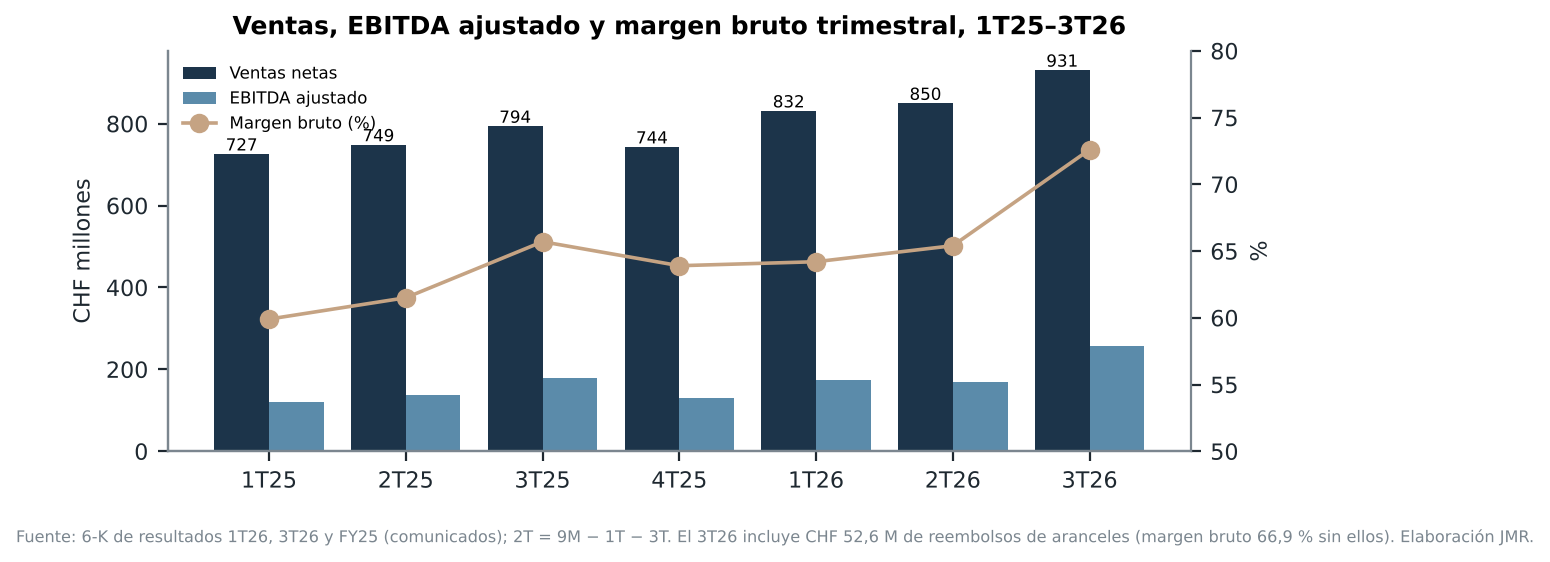 Ventas, EBITDA ajustado y margen bruto trimestral, 1T25–3T26
Ventas netas
EBITDA ajustado
Margen bruto (%)
727
749
794
744
832
850
931
CHF millones
800
600
400
200
0
80
75
70
65
60
55
50
%
1T25
2T25
3T25
4T25
1T26
2T26
3T26
Fuente: 6-K de resultados 1T26, 3T26 y FY25 (comunicados); 2T = 9M − 1T − 3T. El 3T26 incluye CHF 52,6 M de reembolsos de aranceles (margen bruto 66,9 % sin ellos). Elaboración JMR.